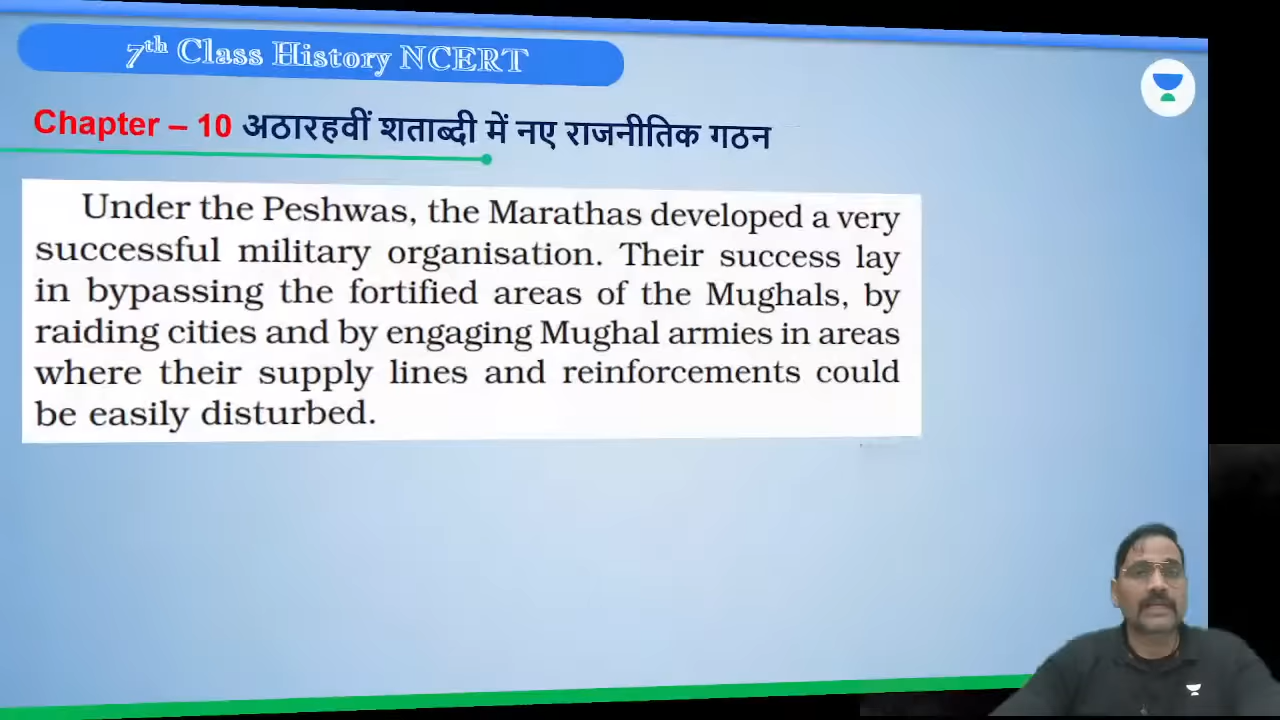 7th Class History NCERT
Chapter – 10 अठारहवीं शताब्दी में नए राजनीतिक गठन
Under the Peshwas, the Marathas developed a very
successful military organisation. Their success lay
in bypassing the fortified areas of the Mughals, by
raiding cities and by engaging Mughal armies in areas
where their supply lines and reinforcements could
be easily disturbed.